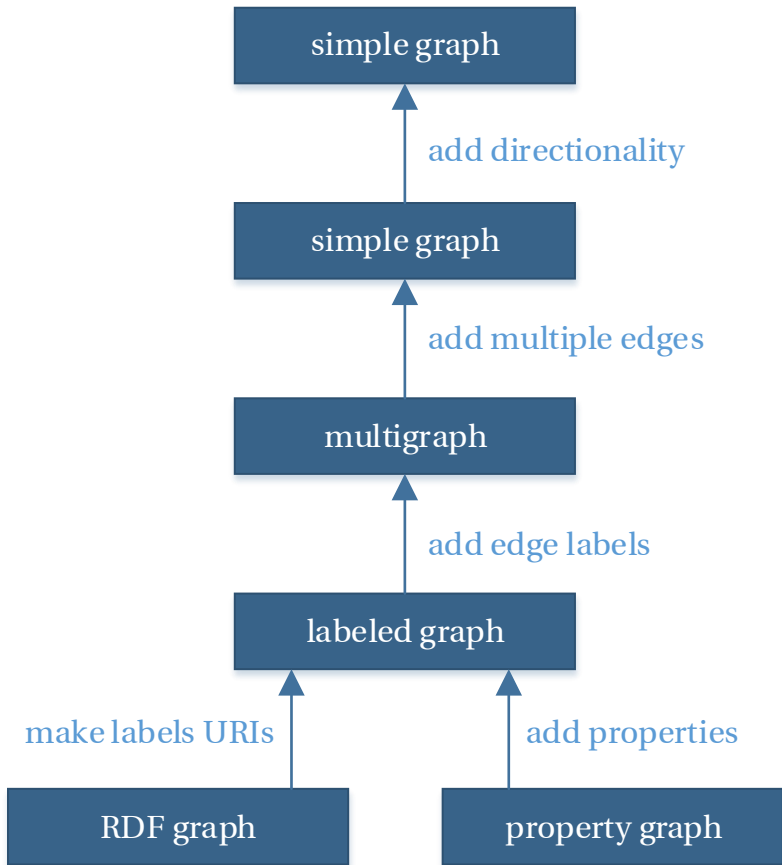 simple graph
add directionality
simple graph
add multiple edges
multigraph
add edge labels
labeled graph
make labels URIs
add properties
RDF graph
property graph